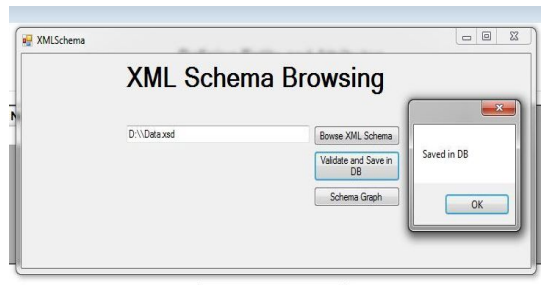 XMLSchema
XML Schema Browsing
D:\\Data.xsd
Bowse XML Schema
Validate and Save in
DB
Schema Graph
Saved in DB
OK